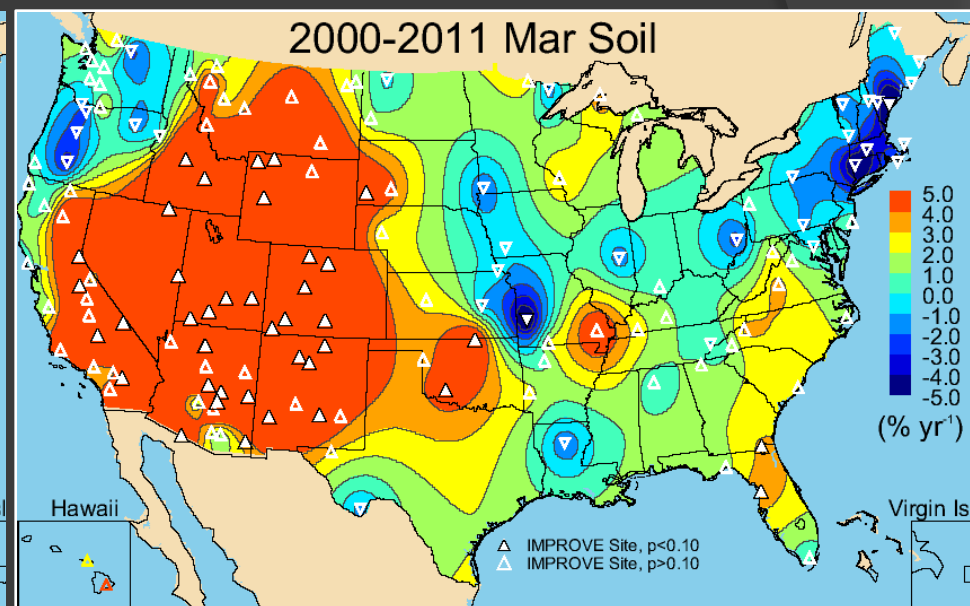 2000-2011 Mar Soil
5.0
4.0
3.0
2.0
1.0
0.0
-1.0
-2.0
-3.0
-4.0
-5.0
(% yr⁻¹)
Hawaii
Virgin Is
IMPROVE Site, p<0.10
IMPROVE Site, p>0.10